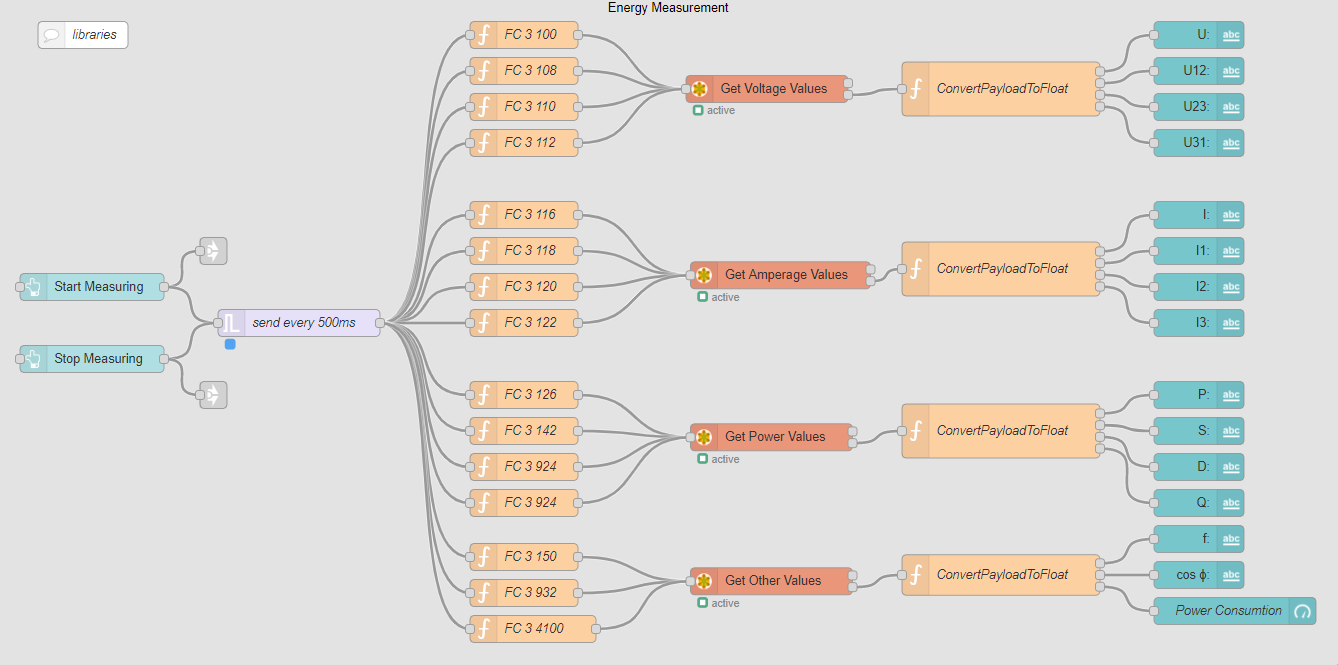 Energy Measurement
libraries
FC 3 100
FC 3 108
FC 3 110
FC 3 112
Get Voltage Values
active
ConvertPayloadToFloat
U: abc
U12: abc
U23: abc
U31: abc
Start Measuring
Stop Measuring
send every 500ms
FC 3 116
FC 3 118
FC 3 120
FC 3 122
Get Amperage Values
active
ConvertPayloadToFloat
I: abc
I1: abc
I2: abc
I3: abc
FC 3 126
FC 3 142
FC 3 924
FC 3 924
Get Power Values
active
ConvertPayloadToFloat
P: abc
S: abc
D: abc
Q: abc
FC 3 150
FC 3 932
FC 3 4100
Get Other Values
active
ConvertPayloadToFloat
f: abc
cos ϕ: abc
Power Consumtion